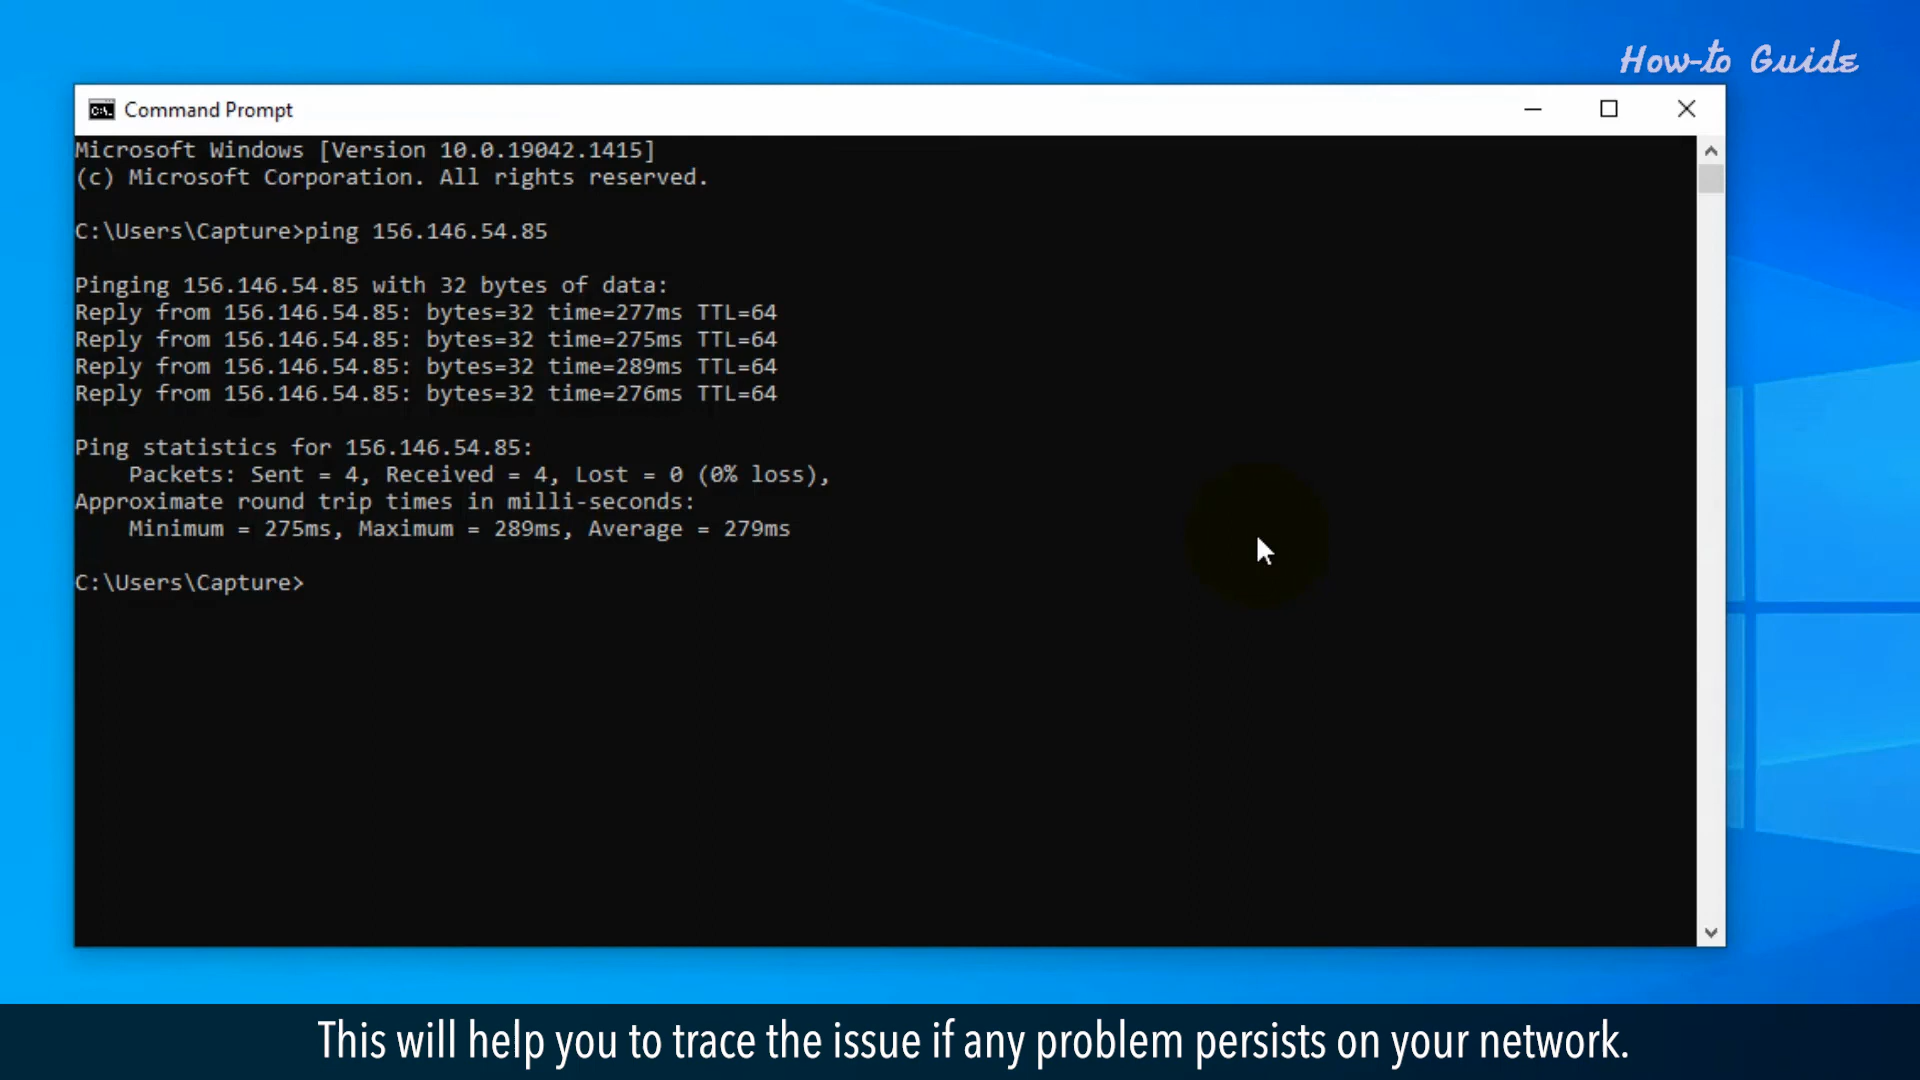 How-to Guide
Command Prompt
Microsoft Windows [Version 10.0.19042.1415]
(c) Microsoft Corporation. All rights reserved.
C:\Users\Capture>ping 156.146.54.85
Pinging 156.146.54.85 with 32 bytes of data:
Reply from 156.146.54.85: bytes=32 time=277ms TTL=64
Reply from 156.146.54.85: bytes=32 time=275ms TTL=64
Reply from 156.146.54.85: bytes=32 time=289ms TTL=64
Reply from 156.146.54.85: bytes=32 time=276ms TTL=64
Ping statistics for 156.146.54.85:
    Packets: Sent = 4, Received = 4, Lost = 0 (0% loss),
Approximate round trip times in milli-seconds:
    Minimum = 275ms, Maximum = 289ms, Average = 279ms
C:\Users\Capture>
This will help you to trace the issue if any problem persists on your network.